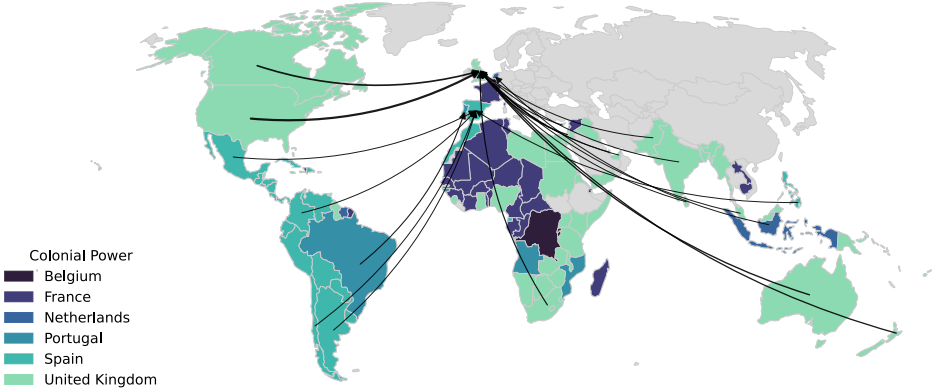 Colonial Power
Belgium
France
Netherlands
Portugal
Spain
United Kingdom